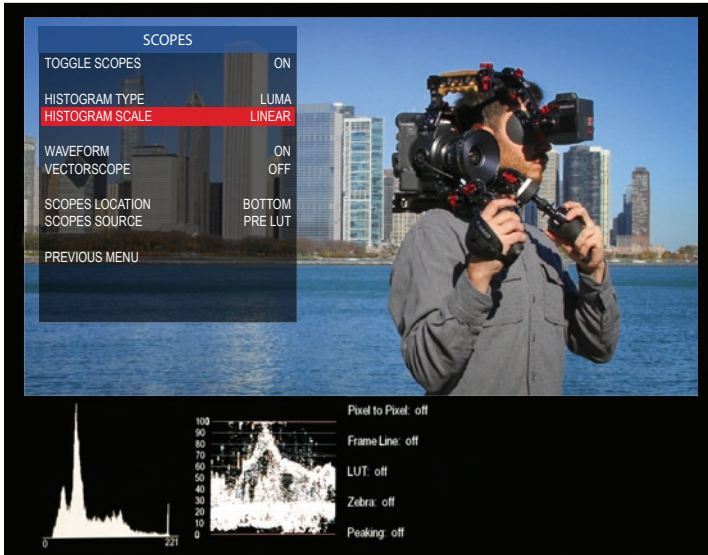 SCOPES
TOGGLE SCOPES ON
HISTOGRAM TYPE LUMA
HISTOGRAM SCALE LINEAR
WAVEFORM ON
VECTORSCOPE OFF
SCOPES LOCATION BOTTOM
SCOPES SOURCE PRE LUT
PREVIOUS MENU
Pixel to Pixel: off
Frame Line: off
LUT: off
Zebra: off
Peaking: off
100
90
80
70
60
50
40
30
20
10
0
0 221